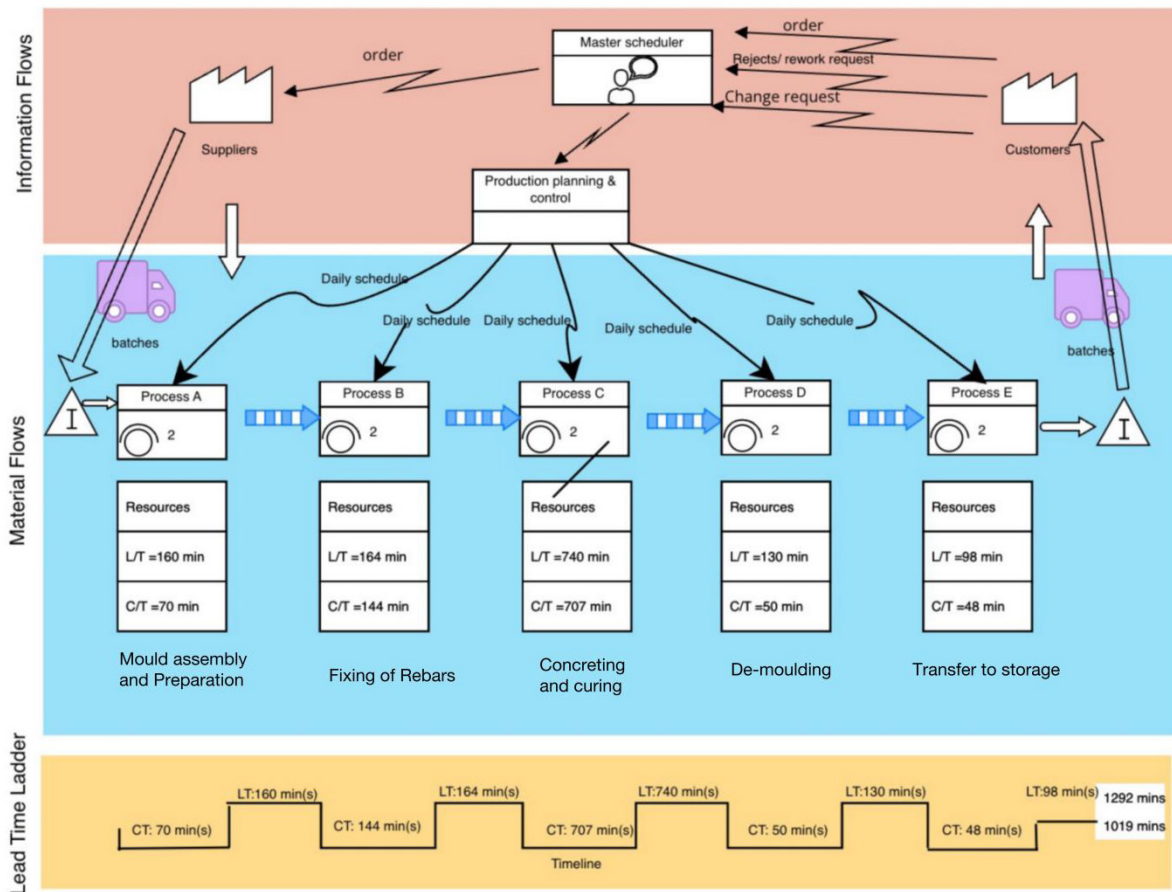 Information Flows
order
Master scheduler
order
Rejects/ rework request
Change request
Suppliers
Customers
Production planning &
control
Material Flows
Daily schedule
Daily schedule
Daily schedule
Daily schedule
Daily schedule
batches
batches
I
Process A
2
Process B
2
Process C
2
Process D
2
Process E
2
I
Resources
L/T =160 min
C/T =70 min
Resources
L/T =164 min
C/T =144 min
Resources
L/T =740 min
C/T =707 min
Resources
L/T =130 min
C/T =50 min
Resources
L/T =98 min
C/T =48 min
Mould assembly
and Preparation
Fixing of Rebars
Concreting
and curing
De-moulding
Transfer to storage
Lead Time Ladder
CT: 70 min(s)
LT:160 min(s)
CT: 144 min(s)
LT:164 min(s)
CT: 707 min(s)
LT:740 min(s)
CT: 50 min(s)
LT:130 min(s)
CT: 48 min(s)
LT:98 min(s)
1292 mins
1019 mins
Timeline